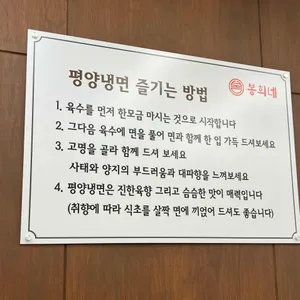 평양냉면 즐기는 방법
봉희네
1. 육수를 먼저 한모금 마시는 것으로 시작합니다
2. 그다음 육수에 면을 풀어 면과 함께 한 입 가득 드셔보세요
3. 고명을 골라 함께 드셔 보세요
사태와 양지의 부드러움과 대파향을 느껴보세요
4. 평양냉면은 진한육향 그리고 슴슴한 맛이 매력입니다
(취향에 따라 식초를 살짝 면에 끼얹어 드셔도 좋습니다)